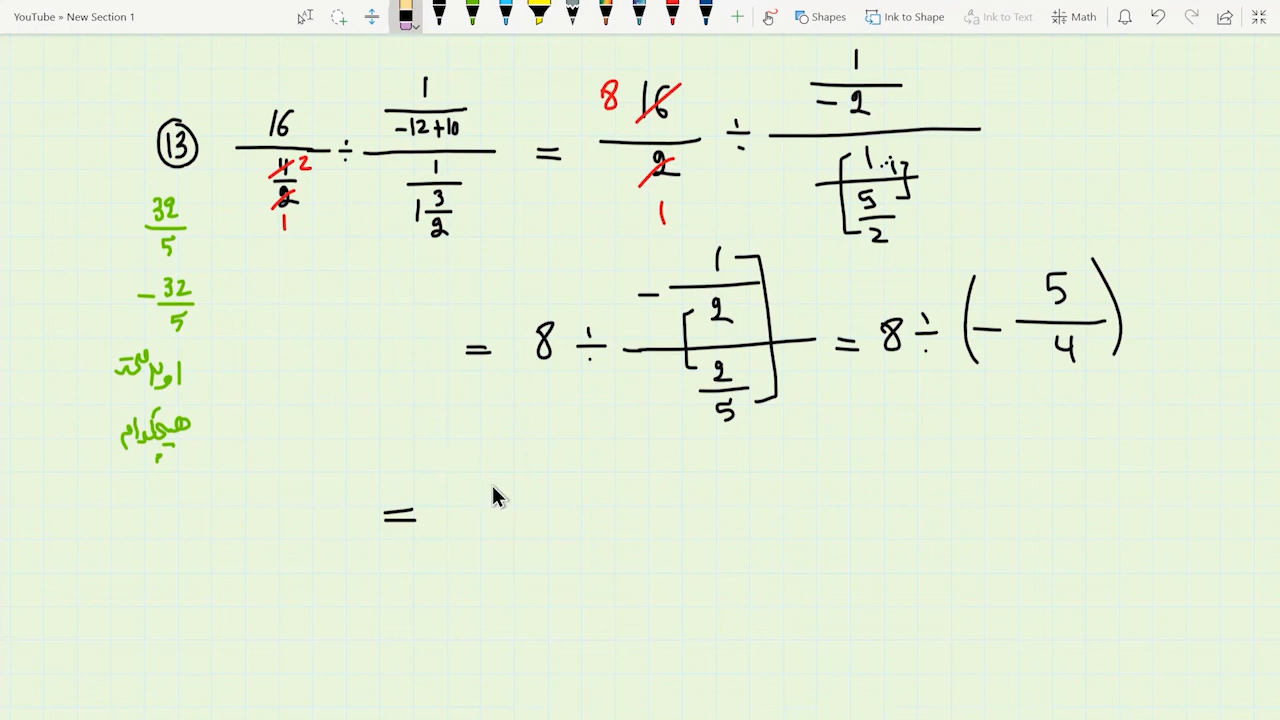 YouTube » New Section 1
Shapes
Ink to Shape
Ink to Text
Math
13
16 / (4/2) ÷ (1/(-12+10)) / (1/(1 3/2)) = 16/2 ÷ (1/-2) / [1/(5/2)]
2
1
8
1
= 8 ÷ (-1/2) / (2/5) = 8 ÷ (- 5/4)
=
32/5
- 32/5
هیچکدام